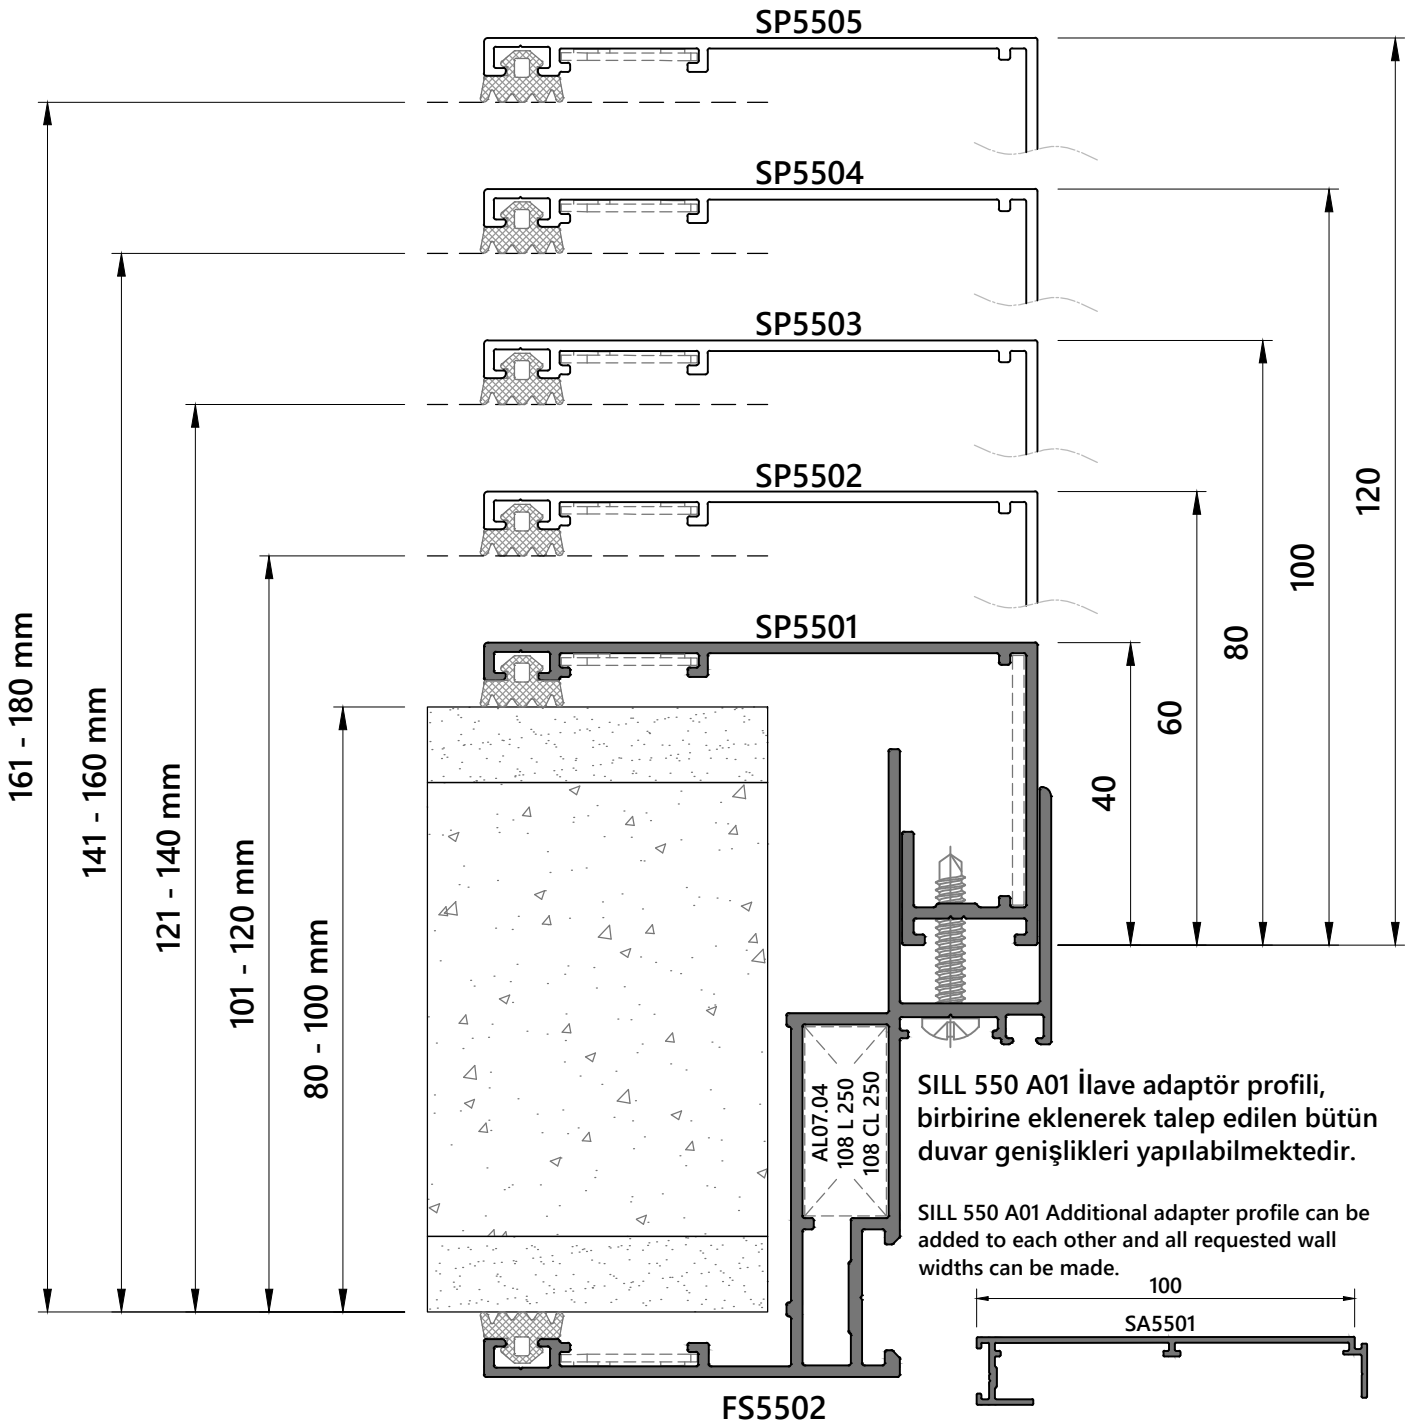 SP5505
SP5504
SP5503
SP5502
SP5501
161 - 180 mm
141 - 160 mm
121 - 140 mm
101 - 120 mm
80 - 100 mm
40
60
80
100
120
AL07.04
108 L 250
108 CL 250
SILL 550 A01 İlave adaptör profili,
birbirine eklenerek talep edilen bütün
duvar genişlikleri yapılabilmektedir.
SILL 550 A01 Additional adapter profile can be
added to each other and all requested wall
widths can be made.
100
SA5501
FS5502